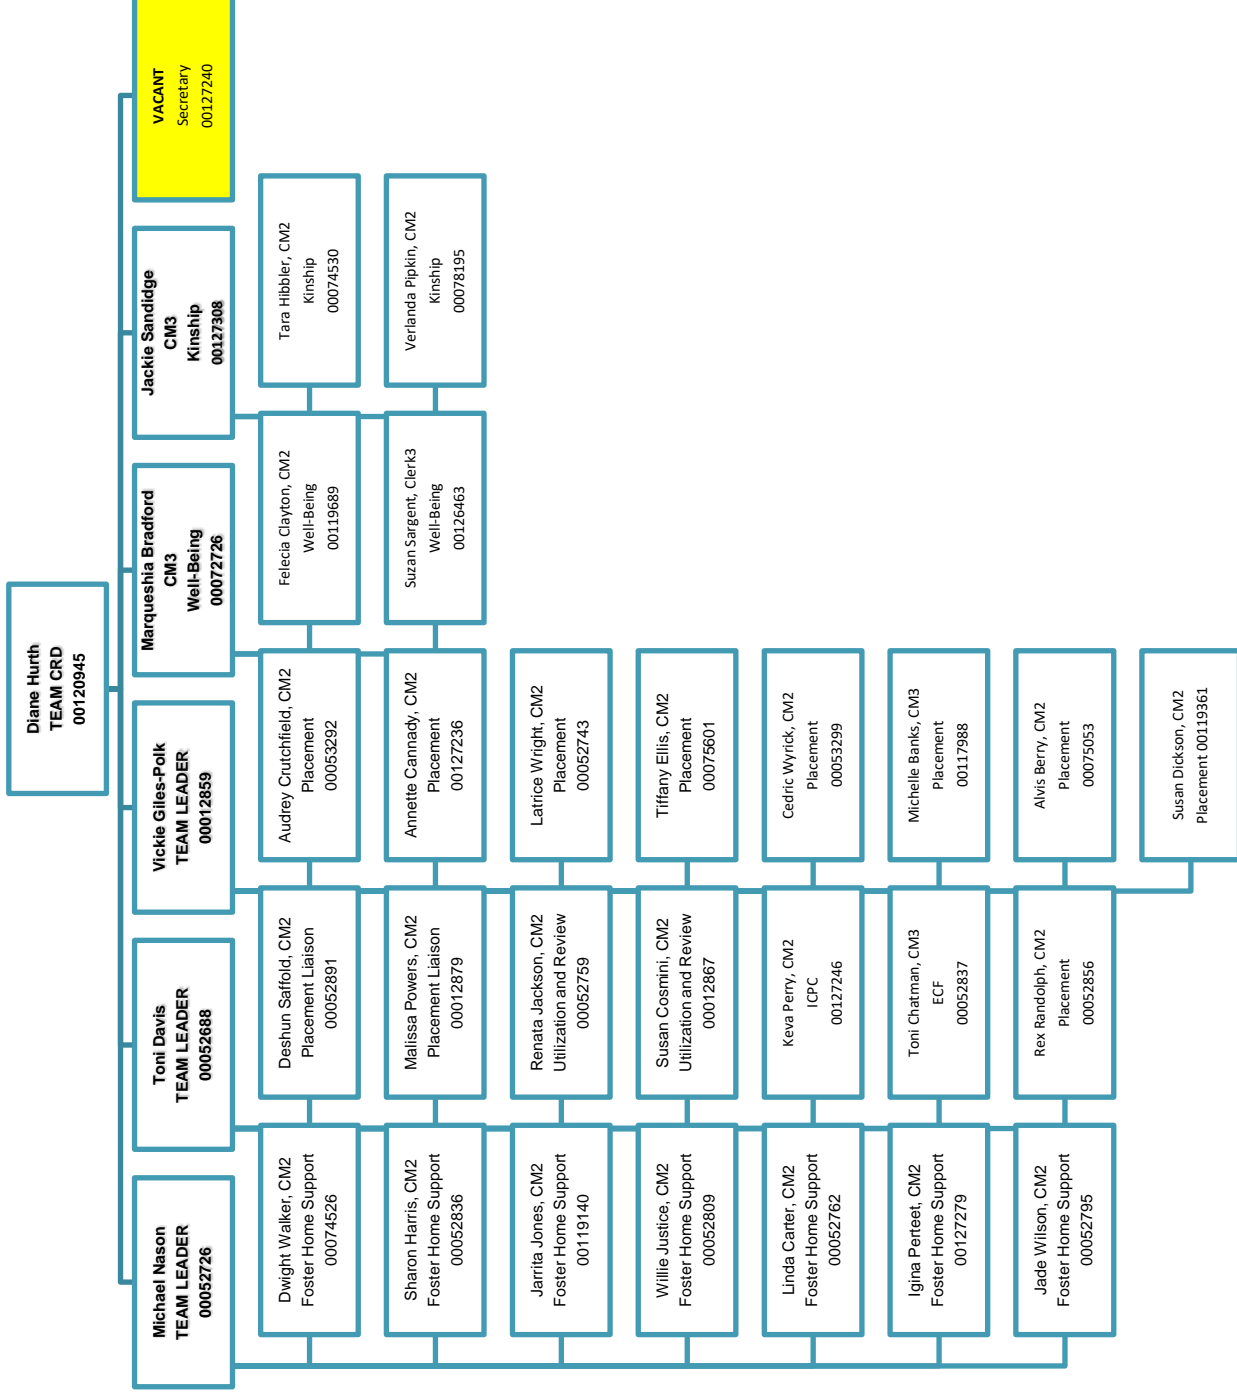 Diane Hurth
TEAM CRD
00120945
Michael Nason
TEAM LEADER
00052726
Toni Davis
TEAM LEADER
00052688
Vickie Giles-Polk
TEAM LEADER
00012859
Marqueshia Bradford
CM3
Well-Being
00072726
Jackie Sandidge
CM3
Kinship
00127308
VACANT
Secretary
00127240
Dwight Walker, CM2
Foster Home Support
00074526
Deshun Saffold, CM2
Placement Liaison
00052891
Audrey Crutchfield, CM2
Placement
00053292
Felecia Clayton, CM2
Well-Being
00119689
Tara Hibbler, CM2
Kinship
00074530
Sharon Harris, CM2
Foster Home Support
00052836
Malissa Powers, CM2
Placement Liaison
00012879
Annette Cannady, CM2
Placement
00127236
Suzan Sargent, Clerk3
Well-Being
00126463
Verlanda Pipkin, CM2
Kinship
00078195
Jarrita Jones, CM2
Foster Home Support
00119140
Renata Jackson, CM2
Utilization and Review
00052759
Latrice Wright, CM2
Placement
00052743
Willie Justice, CM2
Foster Home Support
00052809
Susan Cosmini, CM2
Utilization and Review
00012867
Tiffany Ellis, CM2
Placement
00075601
Linda Carter, CM2
Foster Home Support
00052762
Keva Perry, CM2
ICPC
00127246
Cedric Wyrick, CM2
Placement
00053299
Igina Perteet, CM2
Foster Home Support
00127279
Toni Chatman, CM3
ECF
00052837
Michelle Banks, CM3
Placement
00117988
Jade Wilson, CM2
Foster Home Support
00052795
Rex Randolph, CM2
Placement
00052856
Alvis Berry, CM2
Placement
00075053
Susan Dickson, CM2
Placement 00119361